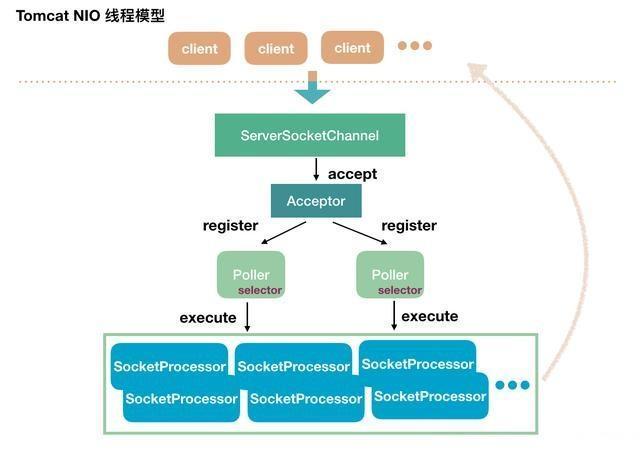 Tomcat NIO 线程模型
client
client
client
ServerSocketChannel
accept
Acceptor
register
register
Poller
selector
Poller
selector
execute
execute
SocketProcessor
SocketProcessor
SocketProcessor
SocketProcessor
SocketProcessor
SocketProcessor